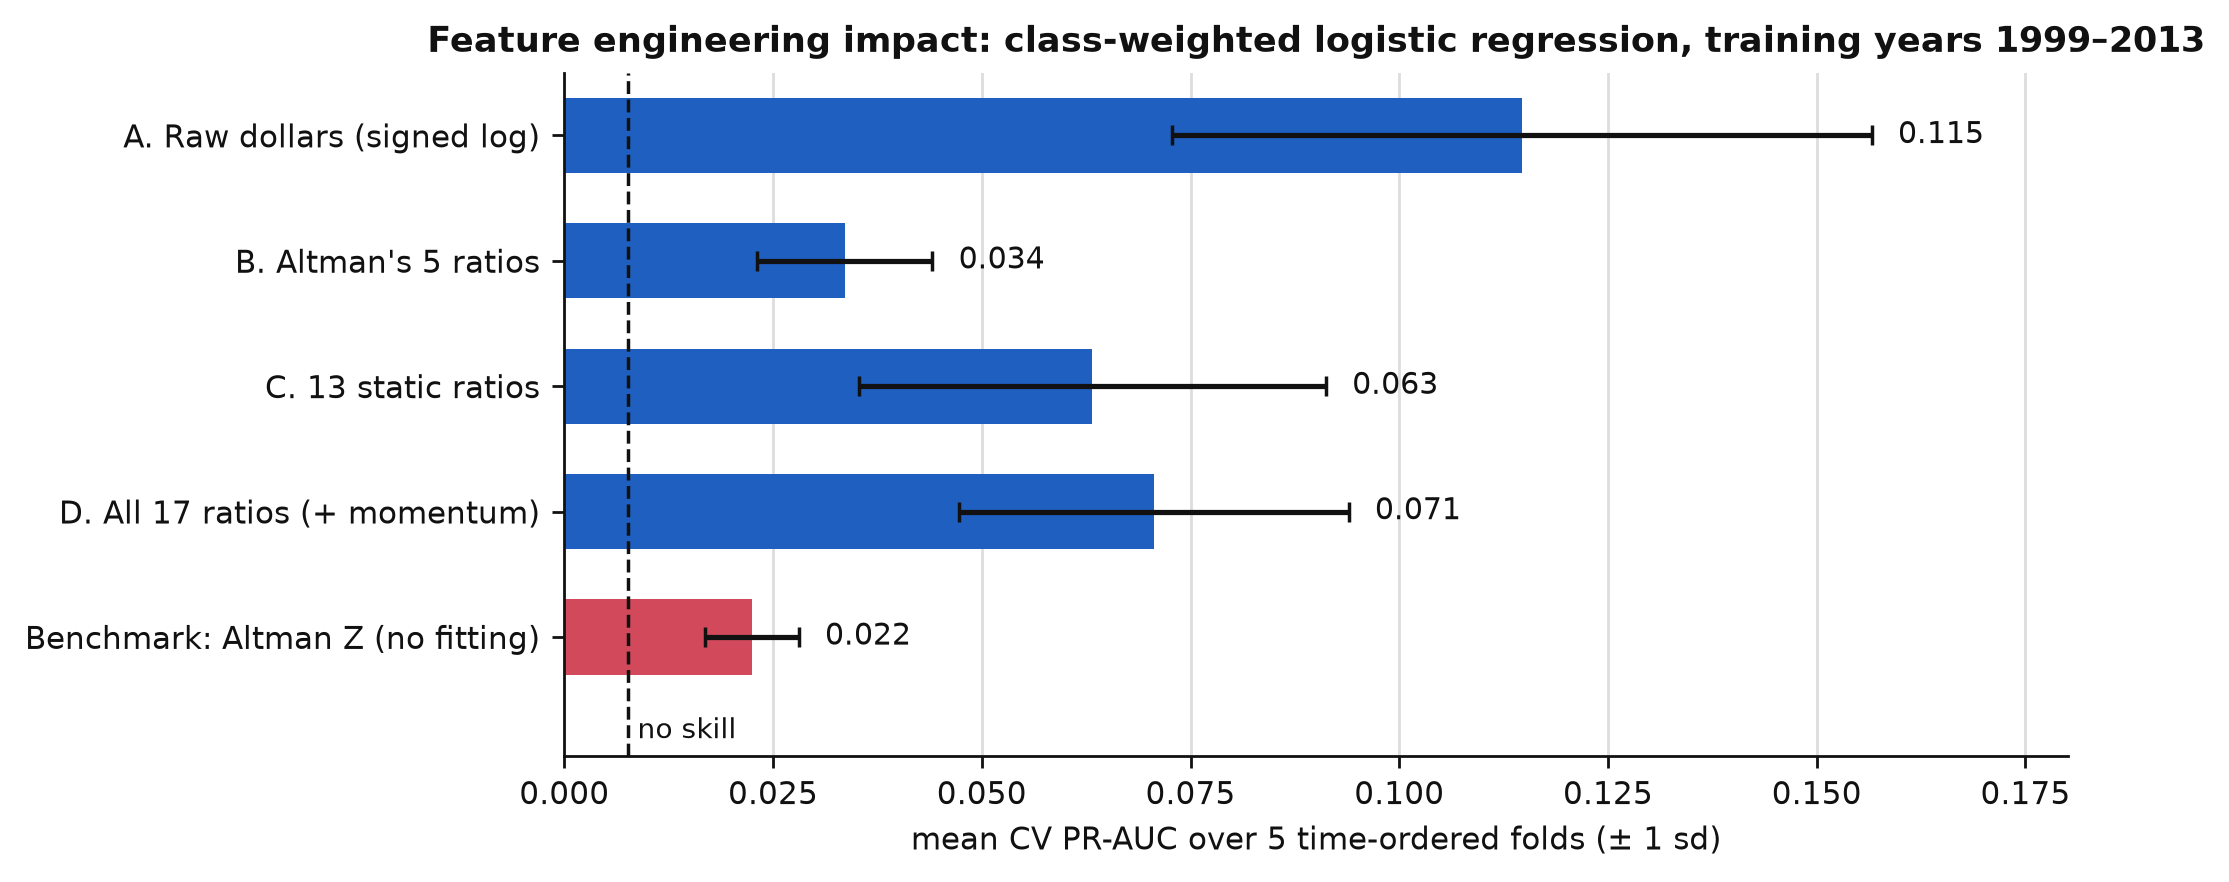 Feature engineering impact: class-weighted logistic regression, training years 1999–2013
A. Raw dollars (signed log)
0.115
B. Altman's 5 ratios
0.034
C. 13 static ratios
0.063
D. All 17 ratios (+ momentum)
0.071
Benchmark: Altman Z (no fitting)
0.022
no skill
0.000 0.025 0.050 0.075 0.100 0.125 0.150 0.175
mean CV PR-AUC over 5 time-ordered folds (± 1 sd)